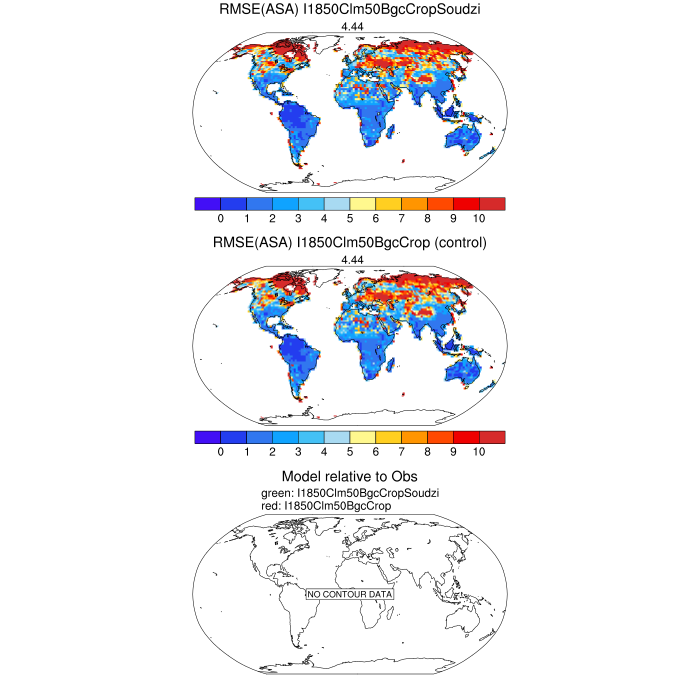 RMSE(ASA) I1850Clm50BgcCropSoudzi
4.44
0 1 2 3 4 5 6 7 8 9 10
RMSE(ASA) I1850Clm50BgcCrop (control)
4.44
0 1 2 3 4 5 6 7 8 9 10
Model relative to Obs
green: I1850Clm50BgcCropSoudzi
red: I1850Clm50BgcCrop
NO CONTOUR DATA